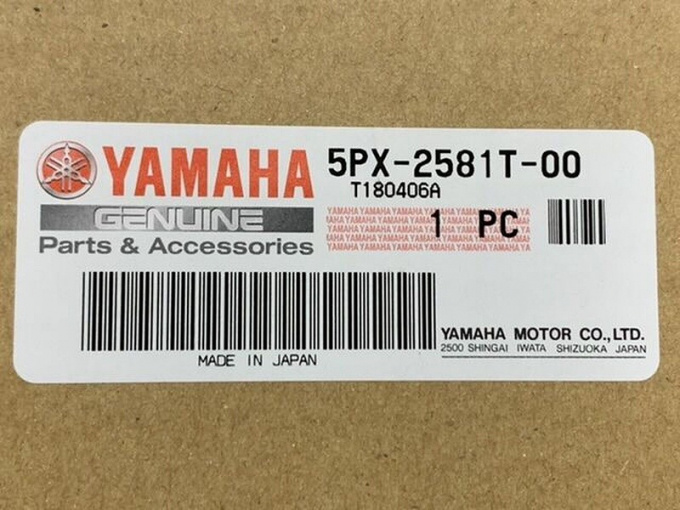 YAMAHA
5PX-2581T-00
T180406A
GENUINE
Parts & Accessories
YAMAHAYAMAHAYAMAHAYAMAHAYAMAHAYAMAHA
1 PC
MADE IN JAPAN
YAMAHA MOTOR CO.,LTD.
2500 SHINGAI IWATA SHIZUOKA JAPAN